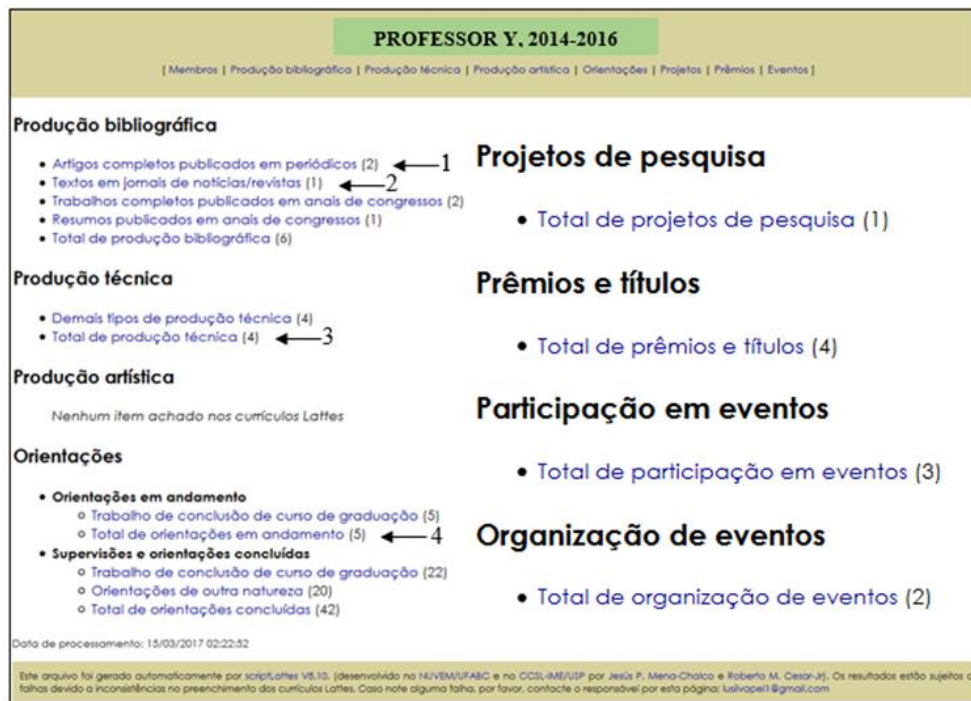 PROFESSOR Y, 2014-2016
[ Membros | Produção bibliográfica | Produção técnica | Produção artística | Orientações | Projetos | Prêmios | Eventos ]
Produção bibliográfica
• Artigos completos publicados em periódicos (2) 1
• Textos em jornais de notícias/revistas (1) 2
• Trabalhos completos publicados em anais de congressos (2)
• Resumos publicados em anais de congressos (1)
• Total de produção bibliográfica (6)
Produção técnica
• Demais tipos de produção técnica (4)
• Total de produção técnica (4) 3
Produção artística
Nenhum item achado nos currículos Lattes
Orientações
• Orientações em andamento
○ Trabalho de conclusão de curso de graduação (5)
○ Total de orientações em andamento (5) 4
• Supervisões e orientações concluídas
○ Trabalho de conclusão de curso de graduação (22)
○ Orientações de outra natureza (20)
○ Total de orientações concluídas (42)
Projetos de pesquisa
• Total de projetos de pesquisa (1)
Prêmios e títulos
• Total de prêmios e títulos (4)
Participação em eventos
• Total de participação em eventos (3)
Organização de eventos
• Total de organização de eventos (2)
Data de processamento: 15/03/2017 02:22:52
Este arquivo foi gerado automaticamente por scriptLattes V8.10. (desenvolvido no NUVEM/UFABC e no CCSL-IME/USP por Jesús P. Mena-Chalco e Roberto M. Cesar-Jr). Os resultados estão sujeitos a
falhas devido a inconsistências no preenchimento dos currículos Lattes. Caso note alguma falha, por favor, contacte o responsável por esta página: